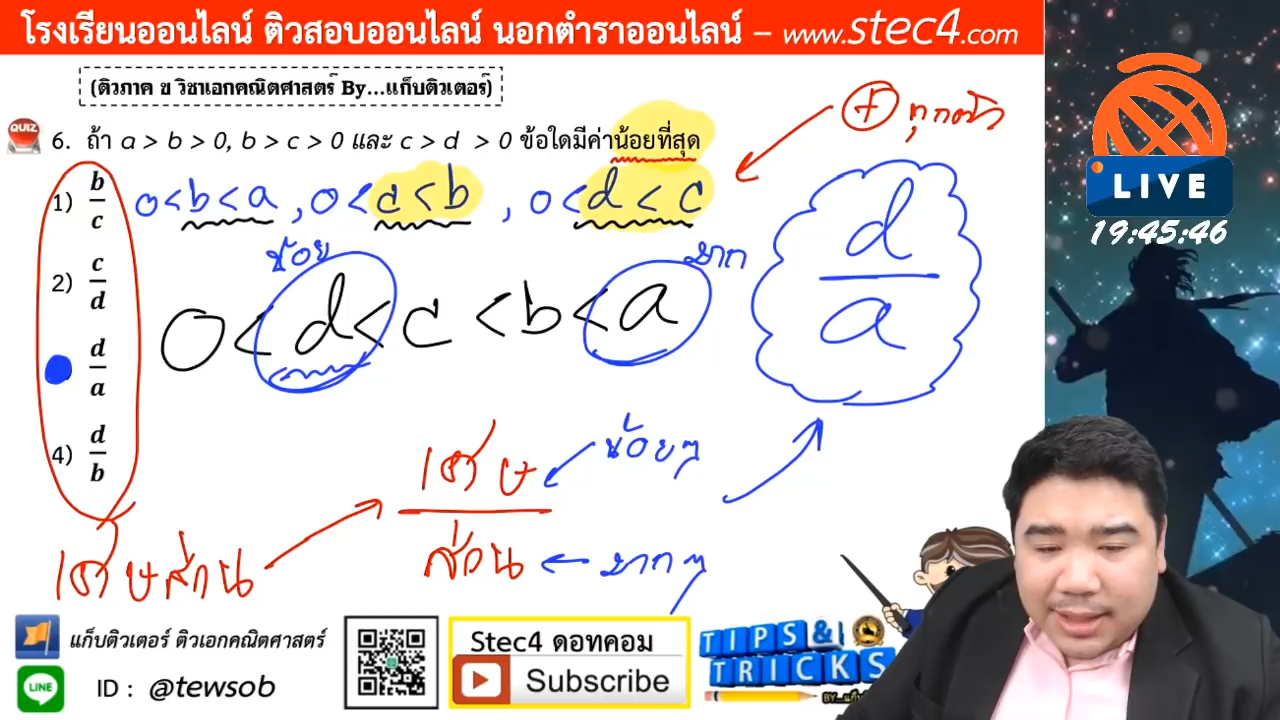 โรงเรียนออนไลน์ ติวสอบออนไลน์ นอกตำราออนไลน์ – www.stec4.com
(ติวภาค ข วิชาเอกคณิตศาสตร์ By...แก็บติวเตอร์)
+ ทุกตัว
QUIZ
6. ถ้า a > b > 0, b > c > 0 และ c > d > 0 ข้อใดมีค่าน้อยที่สุด
1) b/c
0<b<a , 0<c<b , 0<d<c
LIVE
19:45:46
น้อย
มาก
d/a
2) c/d
0<d<c<b<a
d/a
4) d/b
เศษ
น้อยๆ
ส่วน
มากๆ
เศษส่วน
แก็บติวเตอร์ ติวเอกคณิตศาสตร์
LINE
ID : @tewsob
Stec4 ดอทคอม
Subscribe
TIPS &
TRICKS